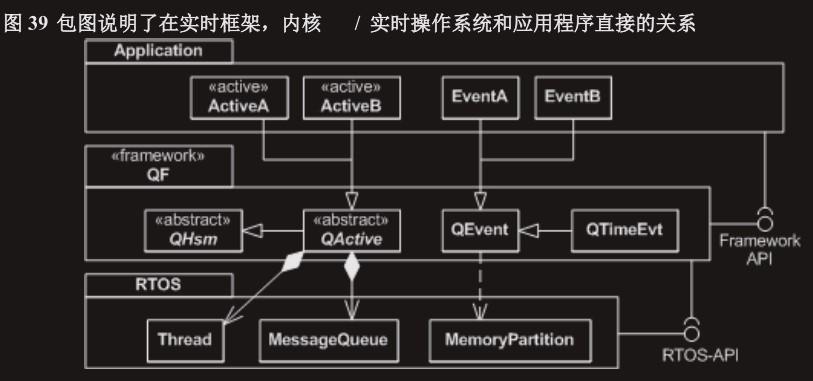 图 39 包图说明了在实时框架，内核 / 实时操作系统和应用程序直接的关系
Application
«active»
ActiveA
«active»
ActiveB
EventA
EventB
«framework»
QF
«abstract»
QHsm
«abstract»
QActive
QEvent
QTimeEvt
Framework
API
RTOS
Thread
MessageQueue
MemoryPartition
RTOS-API